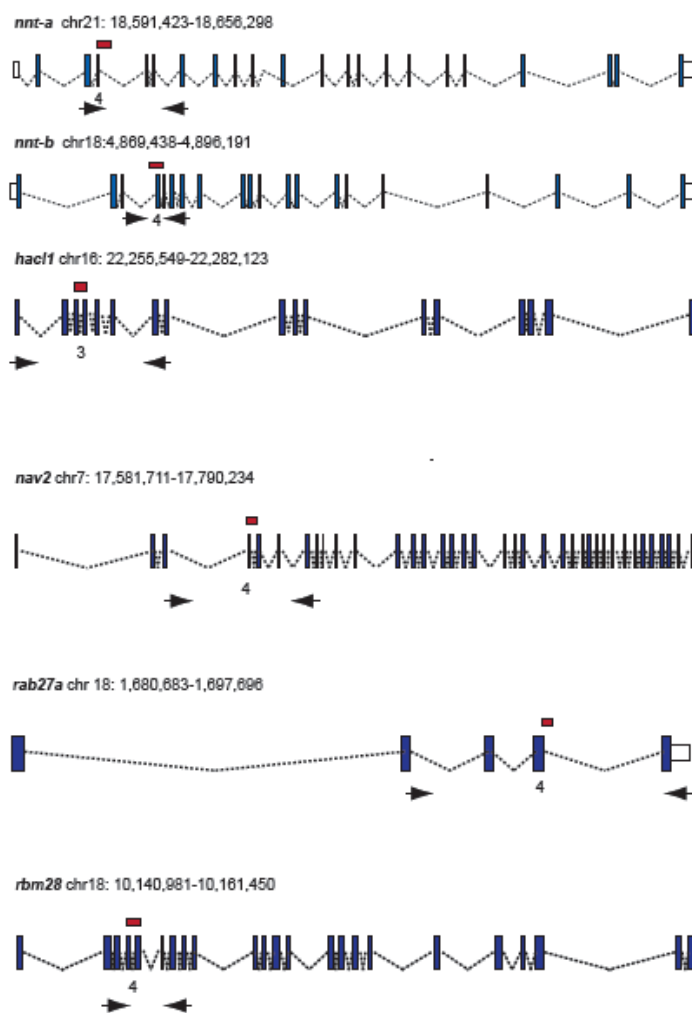 nnt-a chr21: 18,591,423-18,656,298
4
nnt-b chr18:4,869,438-4,896,191
4
hacl1 chr16: 22,255,549-22,282,123
3
nav2 chr7: 17,581,711-17,790,234
4
rab27a chr 18: 1,680,683-1,697,696
4
rbm28 chr18: 10,140,981-10,161,450
4